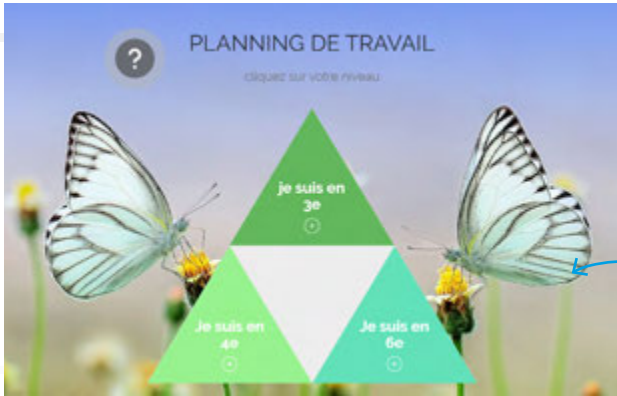 ?
PLANNING DE TRAVAIL
cliquez sur votre niveau
je suis en
3e
Je suis en
4e
Je suis en
6e